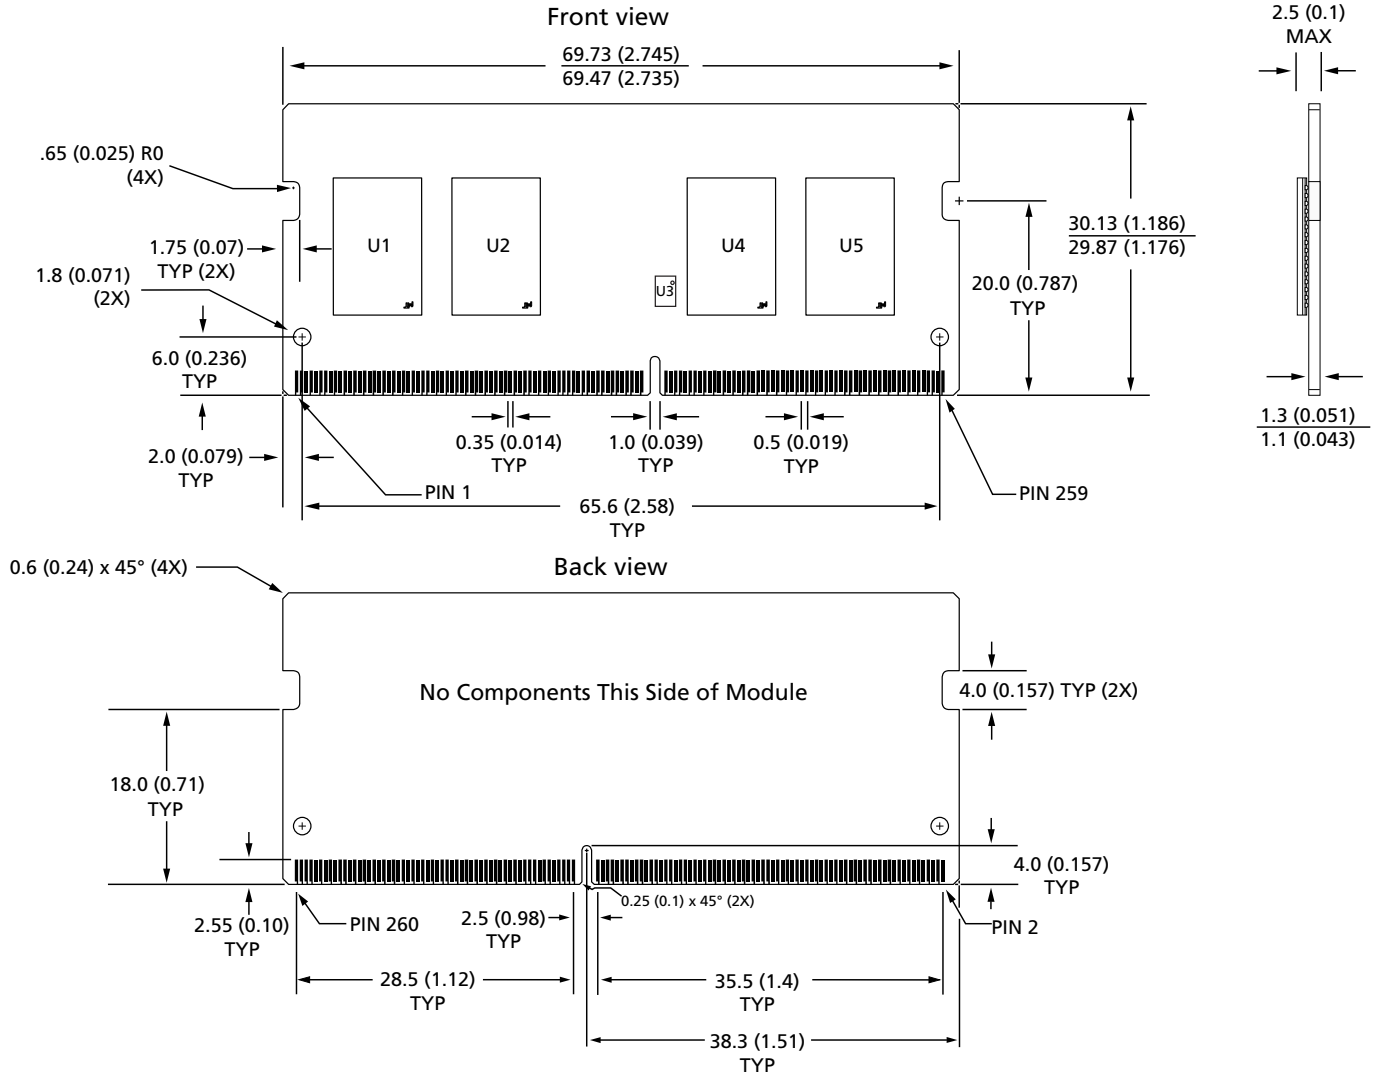 Front view
2.5 (0.1)
MAX
69.73 (2.745)
69.47 (2.735)
.65 (0.025) R0
(4X)
1.75 (0.07)
TYP (2X)
1.8 (0.071)
(2X)
U1
U2
U3
U4
U5
30.13 (1.186)
29.87 (1.176)
20.0 (0.787)
TYP
6.0 (0.236)
TYP
2.0 (0.079)
TYP
0.35 (0.014)
TYP
1.0 (0.039)
TYP
0.5 (0.019)
TYP
1.3 (0.051)
1.1 (0.043)
PIN 1
PIN 259
65.6 (2.58)
TYP
Back view
0.6 (0.24) x 45° (4X)
No Components This Side of Module
4.0 (0.157) TYP (2X)
18.0 (0.71)
TYP
4.0 (0.157)
TYP
0.25 (0.1) x 45° (2X)
2.55 (0.10)
TYP
PIN 260
2.5 (0.98)
TYP
PIN 2
28.5 (1.12)
TYP
35.5 (1.4)
TYP
38.3 (1.51)
TYP